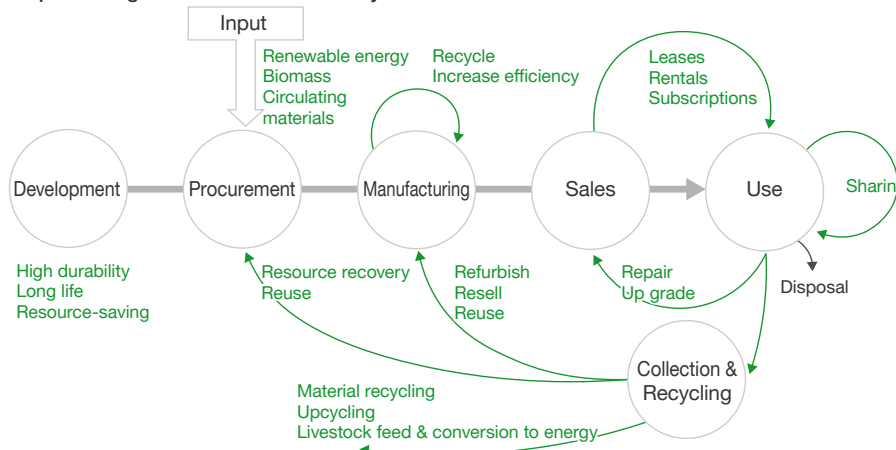 Input
Renewable energy
Biomass
Circulating
materials
Recycle
Increase efficiency
Leases
Rentals
Subscriptions
Development
Procurement
Manufacturing
Sales
Use
Sharin
High durability
Long life
Resource-saving
Resource recovery
Reuse
Refurbish
Resell
Reuse
Repair
Up grade
Disposal
Collection &
Recycling
Material recycling
Upcycling
Livestock feed & conversion to energy